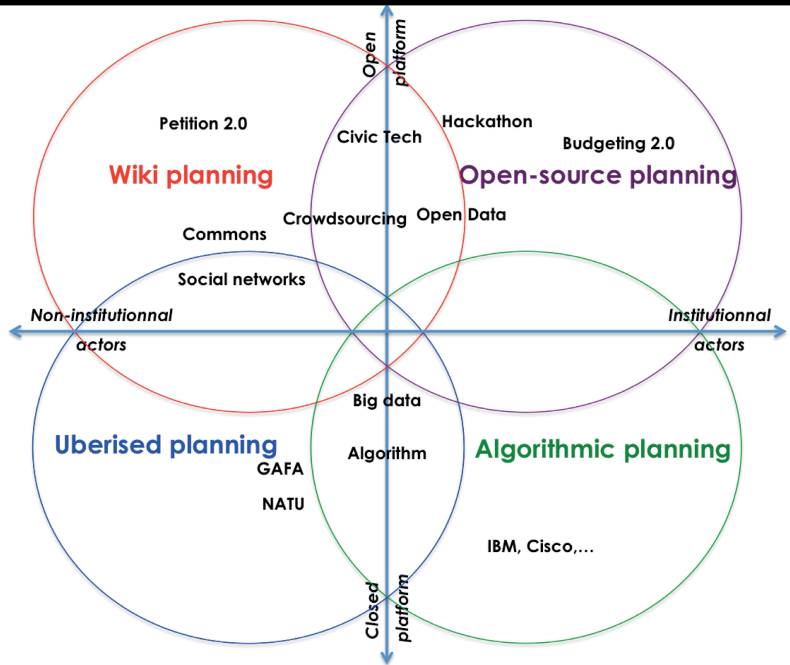 Open
platform
Petition 2.0
Hackathon
Civic Tech
Budgeting 2.0
Wiki planning
Open-source planning
Crowdsourcing
Open Data
Commons
Social networks
Non-institutionnal
actors
Institutionnal
actors
Big data
Uberised planning
Algorithm
Algorithmic planning
GAFA
NATU
IBM, Cisco,...
Closed
platform